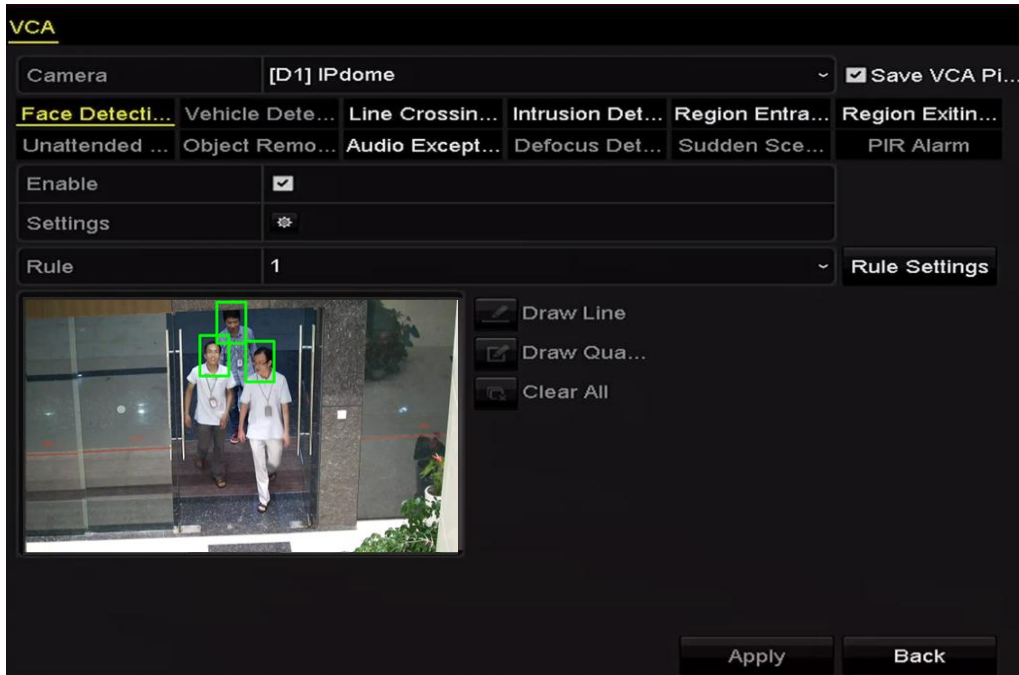 VCA
Camera [D1] IPdome Save VCA Pi...
Face Detecti... Vehicle Dete... Line Crossin... Intrusion Det... Region Entra... Region Exitin...
Unattended ... Object Remo... Audio Except... Defocus Det... Sudden Sce... PIR Alarm
Enable
Settings
Rule 1 Rule Settings
Draw Line
Draw Qua...
Clear All
Apply Back